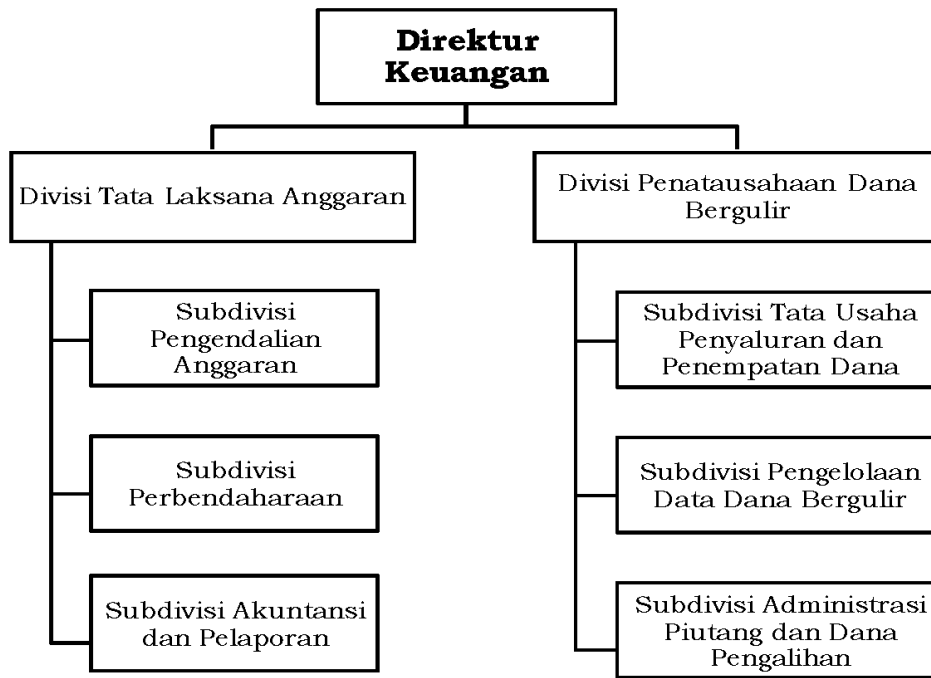 Direktur
Keuangan
Divisi Tata Laksana Anggaran
Divisi Penatausahaan Dana
Bergulir
Subdivisi
Pengendalian
Anggaran
Subdivisi Tata Usaha
Penyaluran dan
Penempatan Dana
Subdivisi
Perbendaharaan
Subdivisi Pengelolaan
Data Dana Bergulir
Subdivisi Akuntansi
dan Pelaporan
Subdivisi Administrasi
Piutang dan Dana
Pengalihan